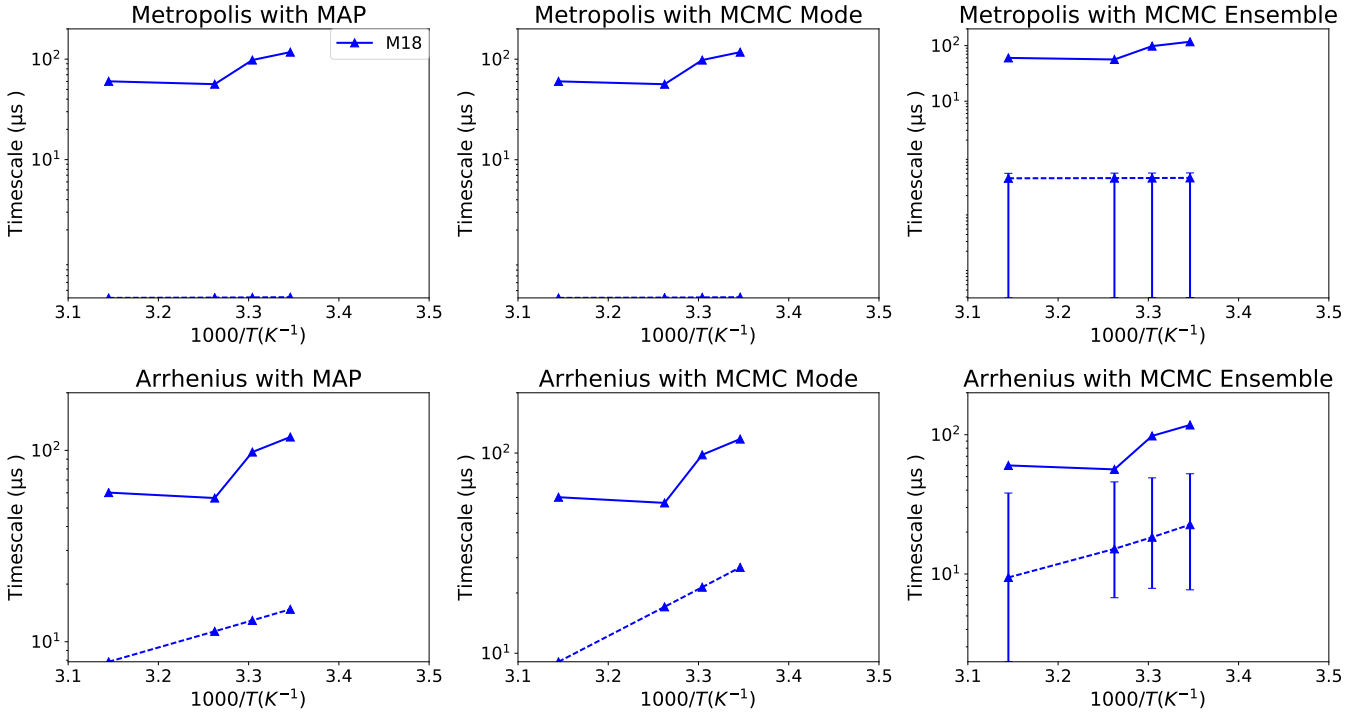 Metropolis with MAP
Metropolis with MCMC Mode
Metropolis with MCMC Ensemble
M18
10²
10¹
Timescale (μs )
3.1 3.2 3.3 3.4 3.5
1000/T(K⁻¹)
10²
10¹
Timescale (μs )
3.1 3.2 3.3 3.4 3.5
1000/T(K⁻¹)
10²
10¹
Timescale (μs )
3.1 3.2 3.3 3.4 3.5
1000/T(K⁻¹)
Arrhenius with MAP
Arrhenius with MCMC Mode
Arrhenius with MCMC Ensemble
10²
10¹
Timescale (μs )
3.1 3.2 3.3 3.4 3.5
1000/T(K⁻¹)
10²
10¹
Timescale (μs )
3.1 3.2 3.3 3.4 3.5
1000/T(K⁻¹)
10²
10¹
Timescale (μs )
3.1 3.2 3.3 3.4 3.5
1000/T(K⁻¹)